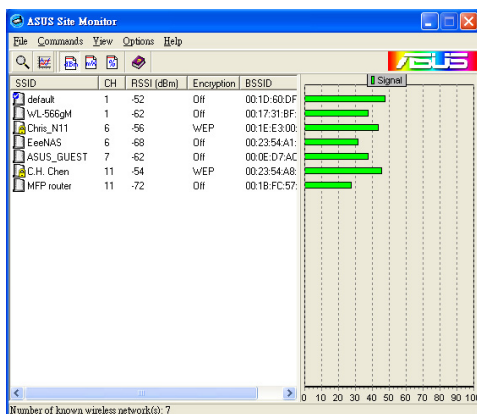 ASUS Site Monitor
File Commands View Options Help
ASUS
SSID CH RSSI (dBm) Encryption BSSID
Signal
default 1 -52 Off 00:1D:60:DF
WL-566gM 1 -62 Off 00:17:31:BF:
Chris_N11 6 -56 WEP 00:1E:E3:00:
EeeNAS 6 -68 Off 00:23:54:A1:
ASUS_GUEST 7 -62 Off 00:0E:D7:AC
C.H. Chen 11 -54 WEP 00:23:54:A8:
MFP router 11 -72 Off 00:1B:FC:57:
0 10 20 30 40 50 60 70 80 90 10
Number of known wireless network(s): 7